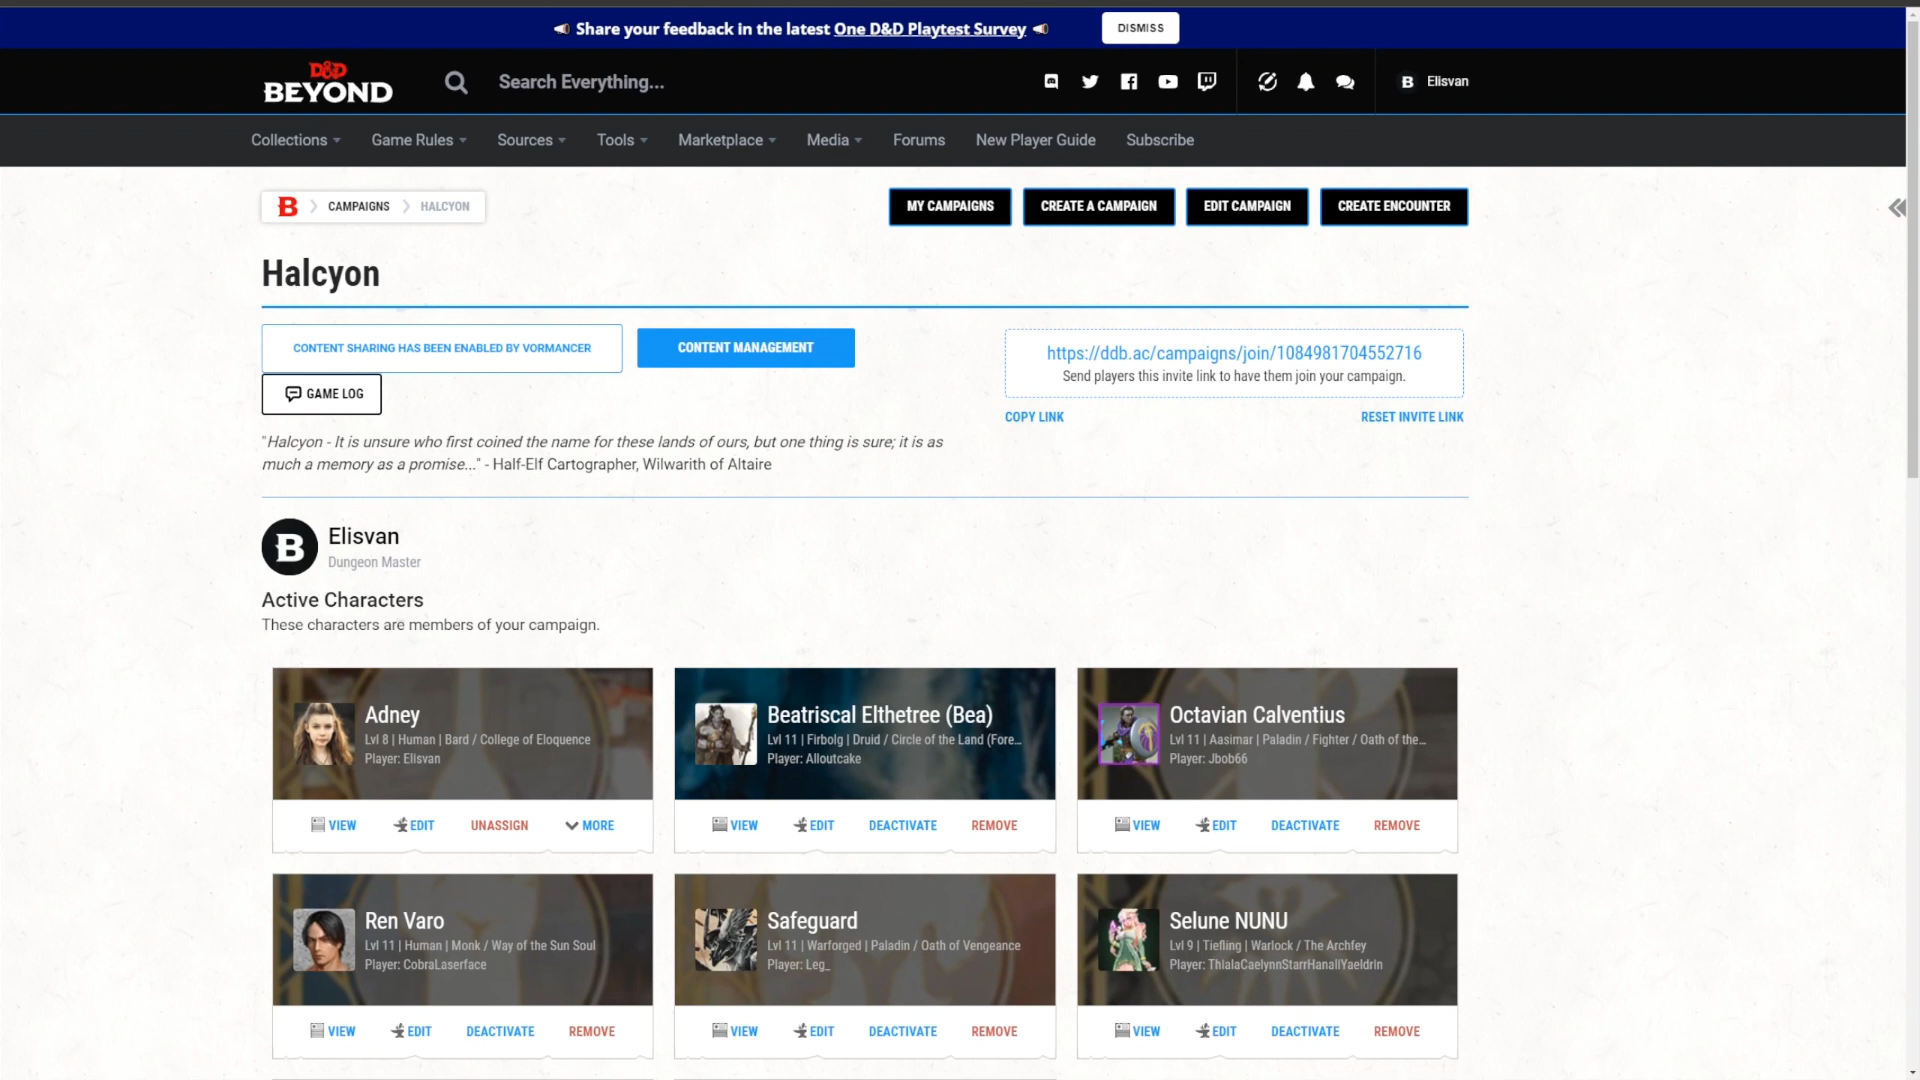 Share your feedback in the latest One D&D Playtest Survey
DISMISS
D&D
BEYOND
Search Everything...
B Elisvan
Collections
Game Rules
Sources
Tools
Marketplace
Media
Forums
New Player Guide
Subscribe
B
CAMPAIGNS
HALCYON
MY CAMPAIGNS
CREATE A CAMPAIGN
EDIT CAMPAIGN
CREATE ENCOUNTER
Halcyon
CONTENT SHARING HAS BEEN ENABLED BY VORMANCER
CONTENT MANAGEMENT
https://ddb.ac/campaigns/join/1084981704552716
Send players this invite link to have them join your campaign.
GAME LOG
COPY LINK
RESET INVITE LINK
"Halcyon - It is unsure who first coined the name for these lands of ours, but one thing is sure; it is as
much a memory as a promise..." - Half-Elf Cartographer, Wilwarith of Altaire
B
Elisvan
Dungeon Master
Active Characters
These characters are members of your campaign.
Adney
Lvl 8 | Human | Bard / College of Eloquence
Player: Elisvan
VIEW
EDIT
UNASSIGN
MORE
Beatriscal Elthetree (Bea)
Lvl 11 | Firbolg | Druid / Circle of the Land (Fore...
Player: Alloutcake
VIEW
EDIT
DEACTIVATE
REMOVE
Octavian Calventius
Lvl 11 | Aasimar | Paladin / Fighter / Oath of the...
Player: Jbob66
VIEW
EDIT
DEACTIVATE
REMOVE
Ren Varo
Lvl 11 | Human | Monk / Way of the Sun Soul
Player: CobraLaserface
VIEW
EDIT
DEACTIVATE
REMOVE
Safeguard
Lvl 11 | Warforged | Paladin / Oath of Vengeance
Player: Leg_
VIEW
EDIT
DEACTIVATE
REMOVE
Selune NUNU
Lvl 9 | Tiefling | Warlock / The Archfey
Player: ThialaCaelynnStarrHanaliYaeldrin
VIEW
EDIT
DEACTIVATE
REMOVE